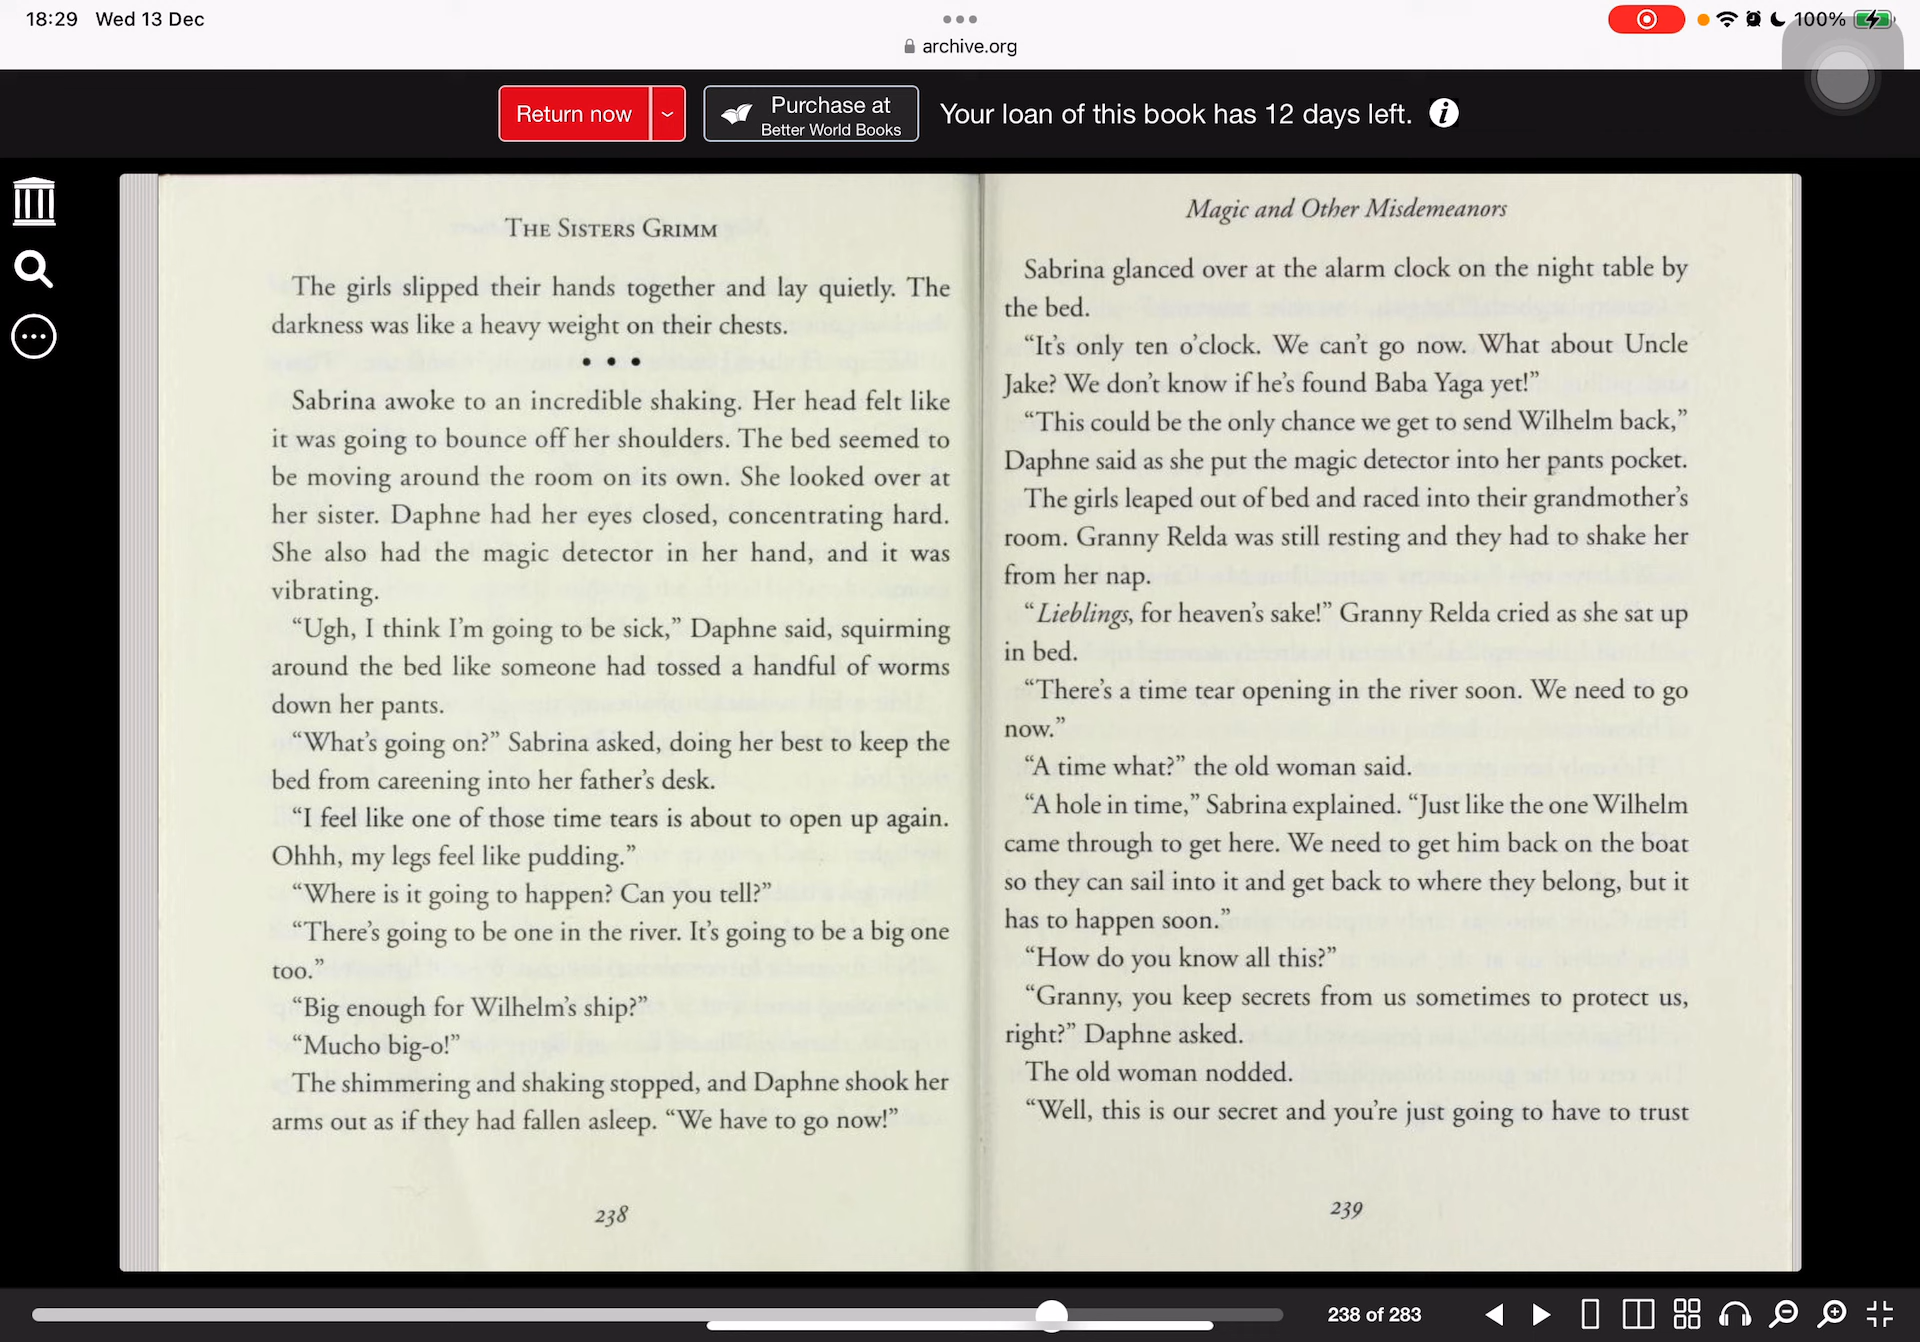 18:29 Wed 13 Dec
100%
archive.org
Return now
Purchase at
Better World Books
Your loan of this book has 12 days left.
The Sisters Grimm
The girls slipped their hands together and lay quietly. The
darkness was like a heavy weight on their chests.
• • •
Sabrina awoke to an incredible shaking. Her head felt like
it was going to bounce off her shoulders. The bed seemed to
be moving around the room on its own. She looked over at
her sister. Daphne had her eyes closed, concentrating hard.
She also had the magic detector in her hand, and it was
vibrating.
“Ugh, I think I’m going to be sick,” Daphne said, squirming
around the bed like someone had tossed a handful of worms
down her pants.
“What’s going on?” Sabrina asked, doing her best to keep the
bed from careening into her father’s desk.
“I feel like one of those time tears is about to open up again.
Ohhh, my legs feel like pudding.”
“Where is it going to happen? Can you tell?”
“There’s going to be one in the river. It’s going to be a big one
too.”
“Big enough for Wilhelm’s ship?”
“Mucho big-o!”
The shimmering and shaking stopped, and Daphne shook her
arms out as if they had fallen asleep. “We have to go now!”
238
Magic and Other Misdemeanors
Sabrina glanced over at the alarm clock on the night table by
the bed.
“It’s only ten o’clock. We can’t go now. What about Uncle
Jake? We don’t know if he’s found Baba Yaga yet!”
“This could be the only chance we get to send Wilhelm back,”
Daphne said as she put the magic detector into her pants pocket.
The girls leaped out of bed and raced into their grandmother’s
room. Granny Relda was still resting and they had to shake her
from her nap.
“Lieblings, for heaven’s sake!” Granny Relda cried as she sat up
in bed.
“There’s a time tear opening in the river soon. We need to go
now.”
“A time what?” the old woman said.
“A hole in time,” Sabrina explained. “Just like the one Wilhelm
came through to get here. We need to get him back on the boat
so they can sail into it and get back to where they belong, but it
has to happen soon.”
“How do you know all this?”
“Granny, you keep secrets from us sometimes to protect us,
right?” Daphne asked.
The old woman nodded.
“Well, this is our secret and you’re just going to have to trust
239
238 of 283